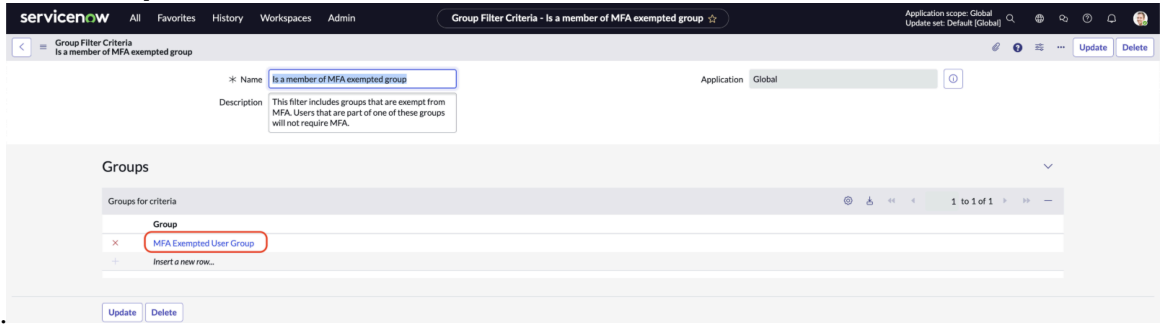 servicenow All Favorites History Workspaces Admin Group Filter Criteria - Is a member of MFA exempted group Application scope: Global
Update set: Default [Global]
Group Filter Criteria
Is a member of MFA exempted group
Update Delete
Name Is a member of MFA exempted group Application Global
Description This filter includes groups that are exempt from
MFA. Users that are part of one of these groups
will not require MFA.
Groups
Groups for criteria 1 to 1 of 1
Group
MFA Exempted User Group
Insert a new row...
Update Delete